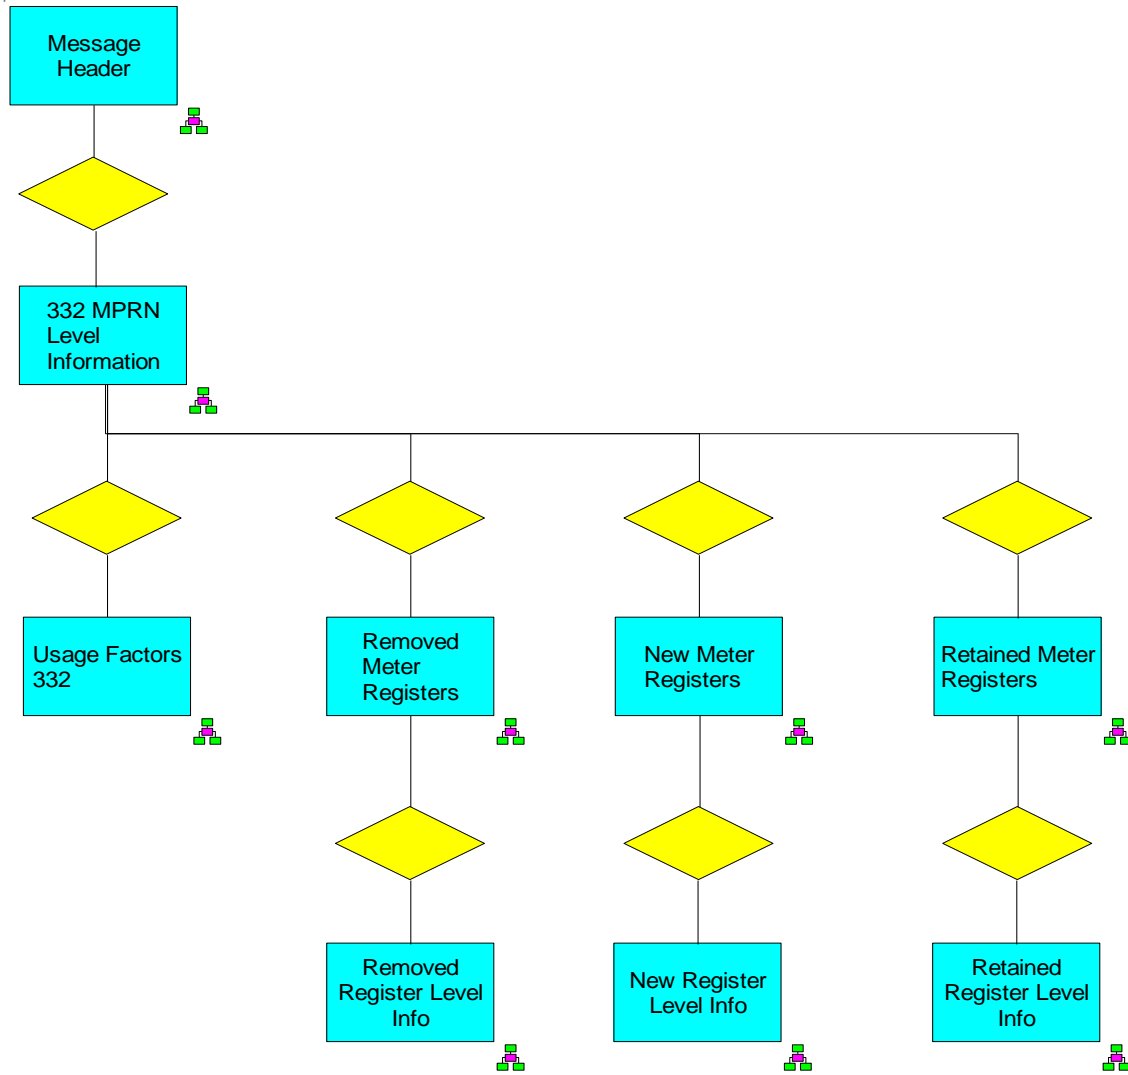 Message
Header
332 MPRN
Level
Information
Usage Factors
332
Removed
Meter
Registers
New Meter
Registers
Retained Meter
Registers
Removed
Register Level
Info
New Register
Level Info
Retained
Register Level
Info